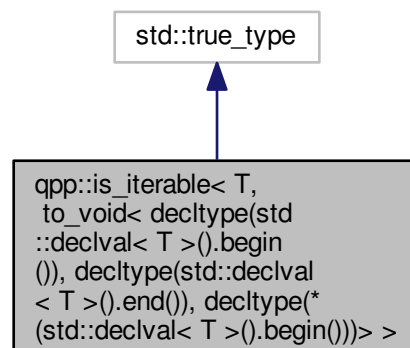 std::true_type
qpp::is_iterable< T,
to_void< decltype(std
::declval< T >().begin
()), decltype(std::declval
< T >().end()), decltype(*
(std::declval< T >().begin()))> >